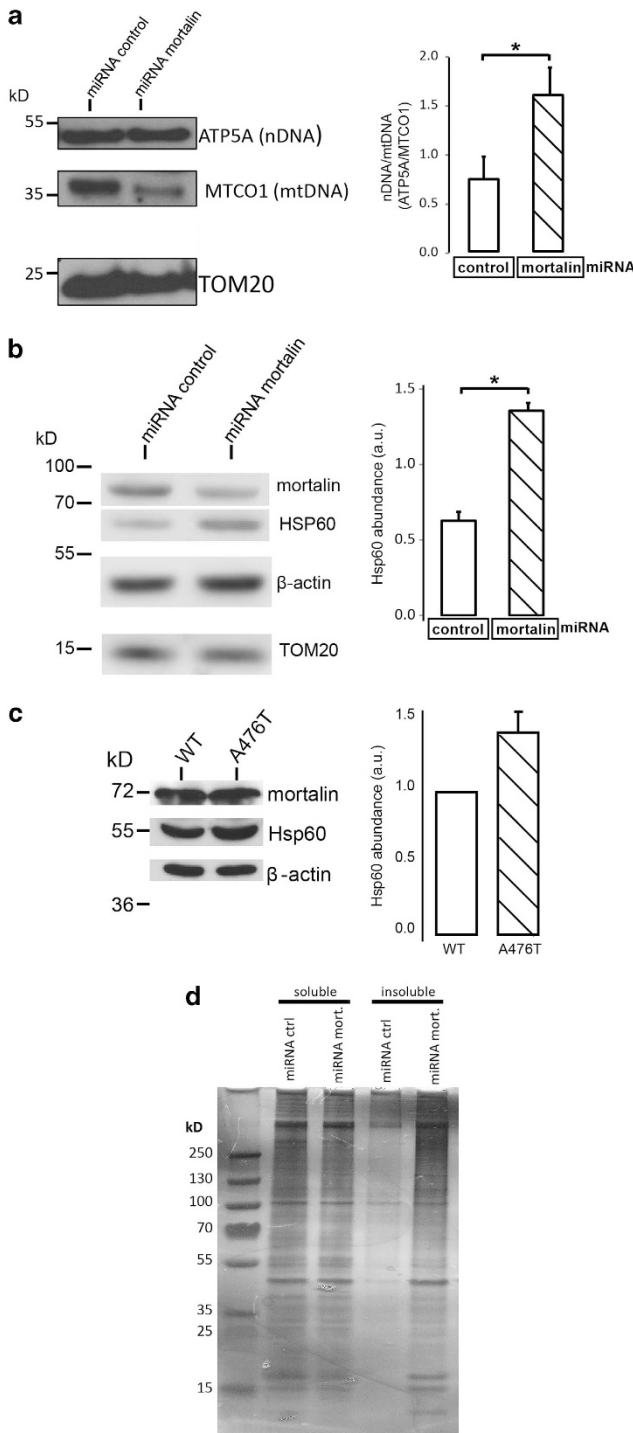 a
miRNA control
miRNA mortalin
kD
55
ATP5A (nDNA)
35
MTCO1 (mtDNA)
25
TOM20
nDNA/mtDNA
(ATP5A/MTCO1)
2.0
1.5
1.0
0.5
0.0
*
control mortalin miRNA
b
miRNA control
miRNA mortalin
kD
100
mortalin
70
HSP60
55
β-actin
15
TOM20
Hsp60 abundance (a.u.)
1.5
1.0
0.5
0.0
*
control mortalin miRNA
c
WT
A476T
kD
72
mortalin
55
Hsp60
β-actin
36
Hsp60 abundance (a.u.)
1.5
1.0
0.5
0.0
WT A476T
d
soluble insoluble
miRNA ctrl
miRNA mort.
miRNA ctrl
miRNA mort.
kD
250
130
100
70
55
35
25
15